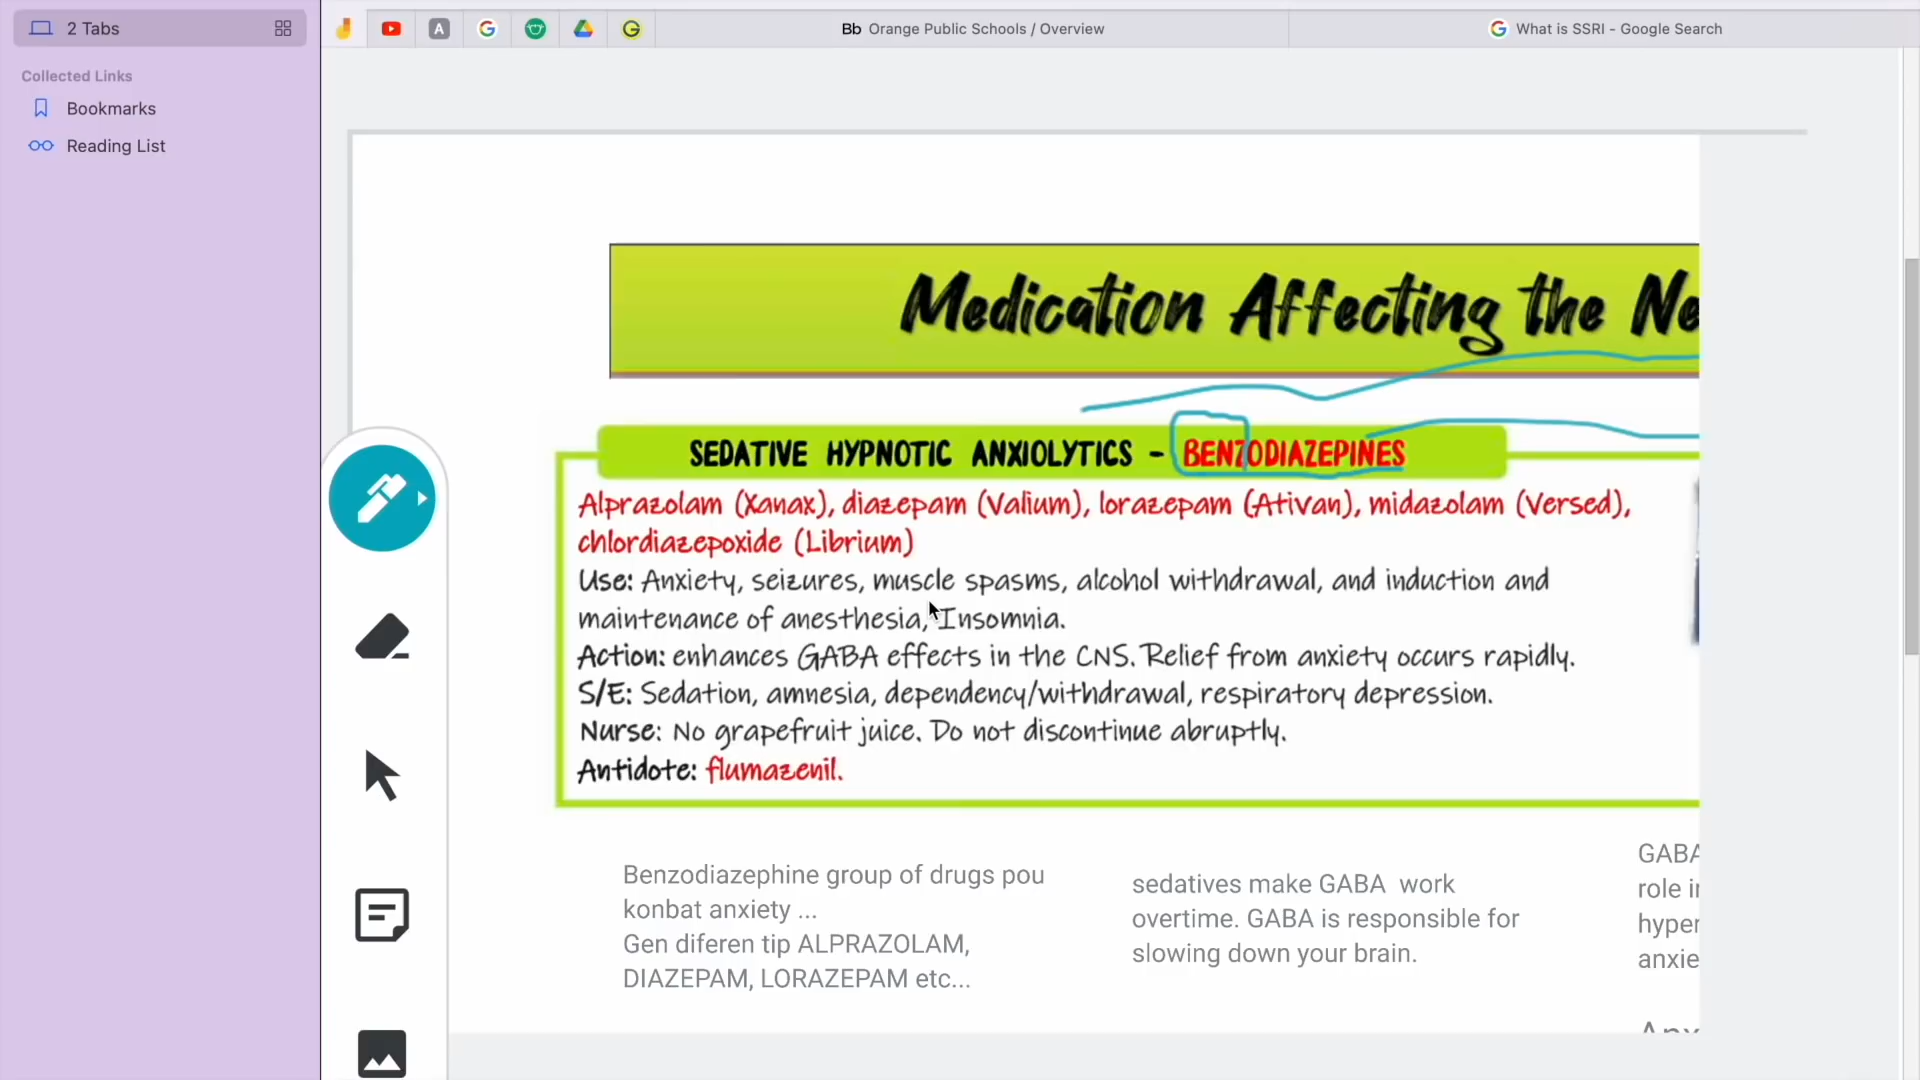 2 Tabs
Collected Links
Bookmarks
Reading List
A
Bb Orange Public Schools / Overview
What is SSRI - Google Search
Medication Affecting the Ne
SEDATIVE HYPNOTIC ANXIOLYTICS - BENZODIAZEPINES
Alprazolam (Xanax), diazepam (Valium), lorazepam (Ativan), midazolam (Versed),
chlordiazepoxide (Librium)
Use: Anxiety, seizures, muscle spasms, alcohol withdrawal, and induction and
maintenance of anesthesia, Insomnia.
Action: enhances GABA effects in the CNS. Relief from anxiety occurs rapidly.
S/E: Sedation, amnesia, dependency/withdrawal, respiratory depression.
Nurse: No grapefruit juice. Do not discontinue abruptly.
Antidote: flumazenil.
Benzodiazephine group of drugs pou
konbat anxiety ...
Gen diferen tip ALPRAZOLAM,
DIAZEPAM, LORAZEPAM etc...
sedatives make GABA work
overtime. GABA is responsible for
slowing down your brain.
GABA
role i
hyper
anxie